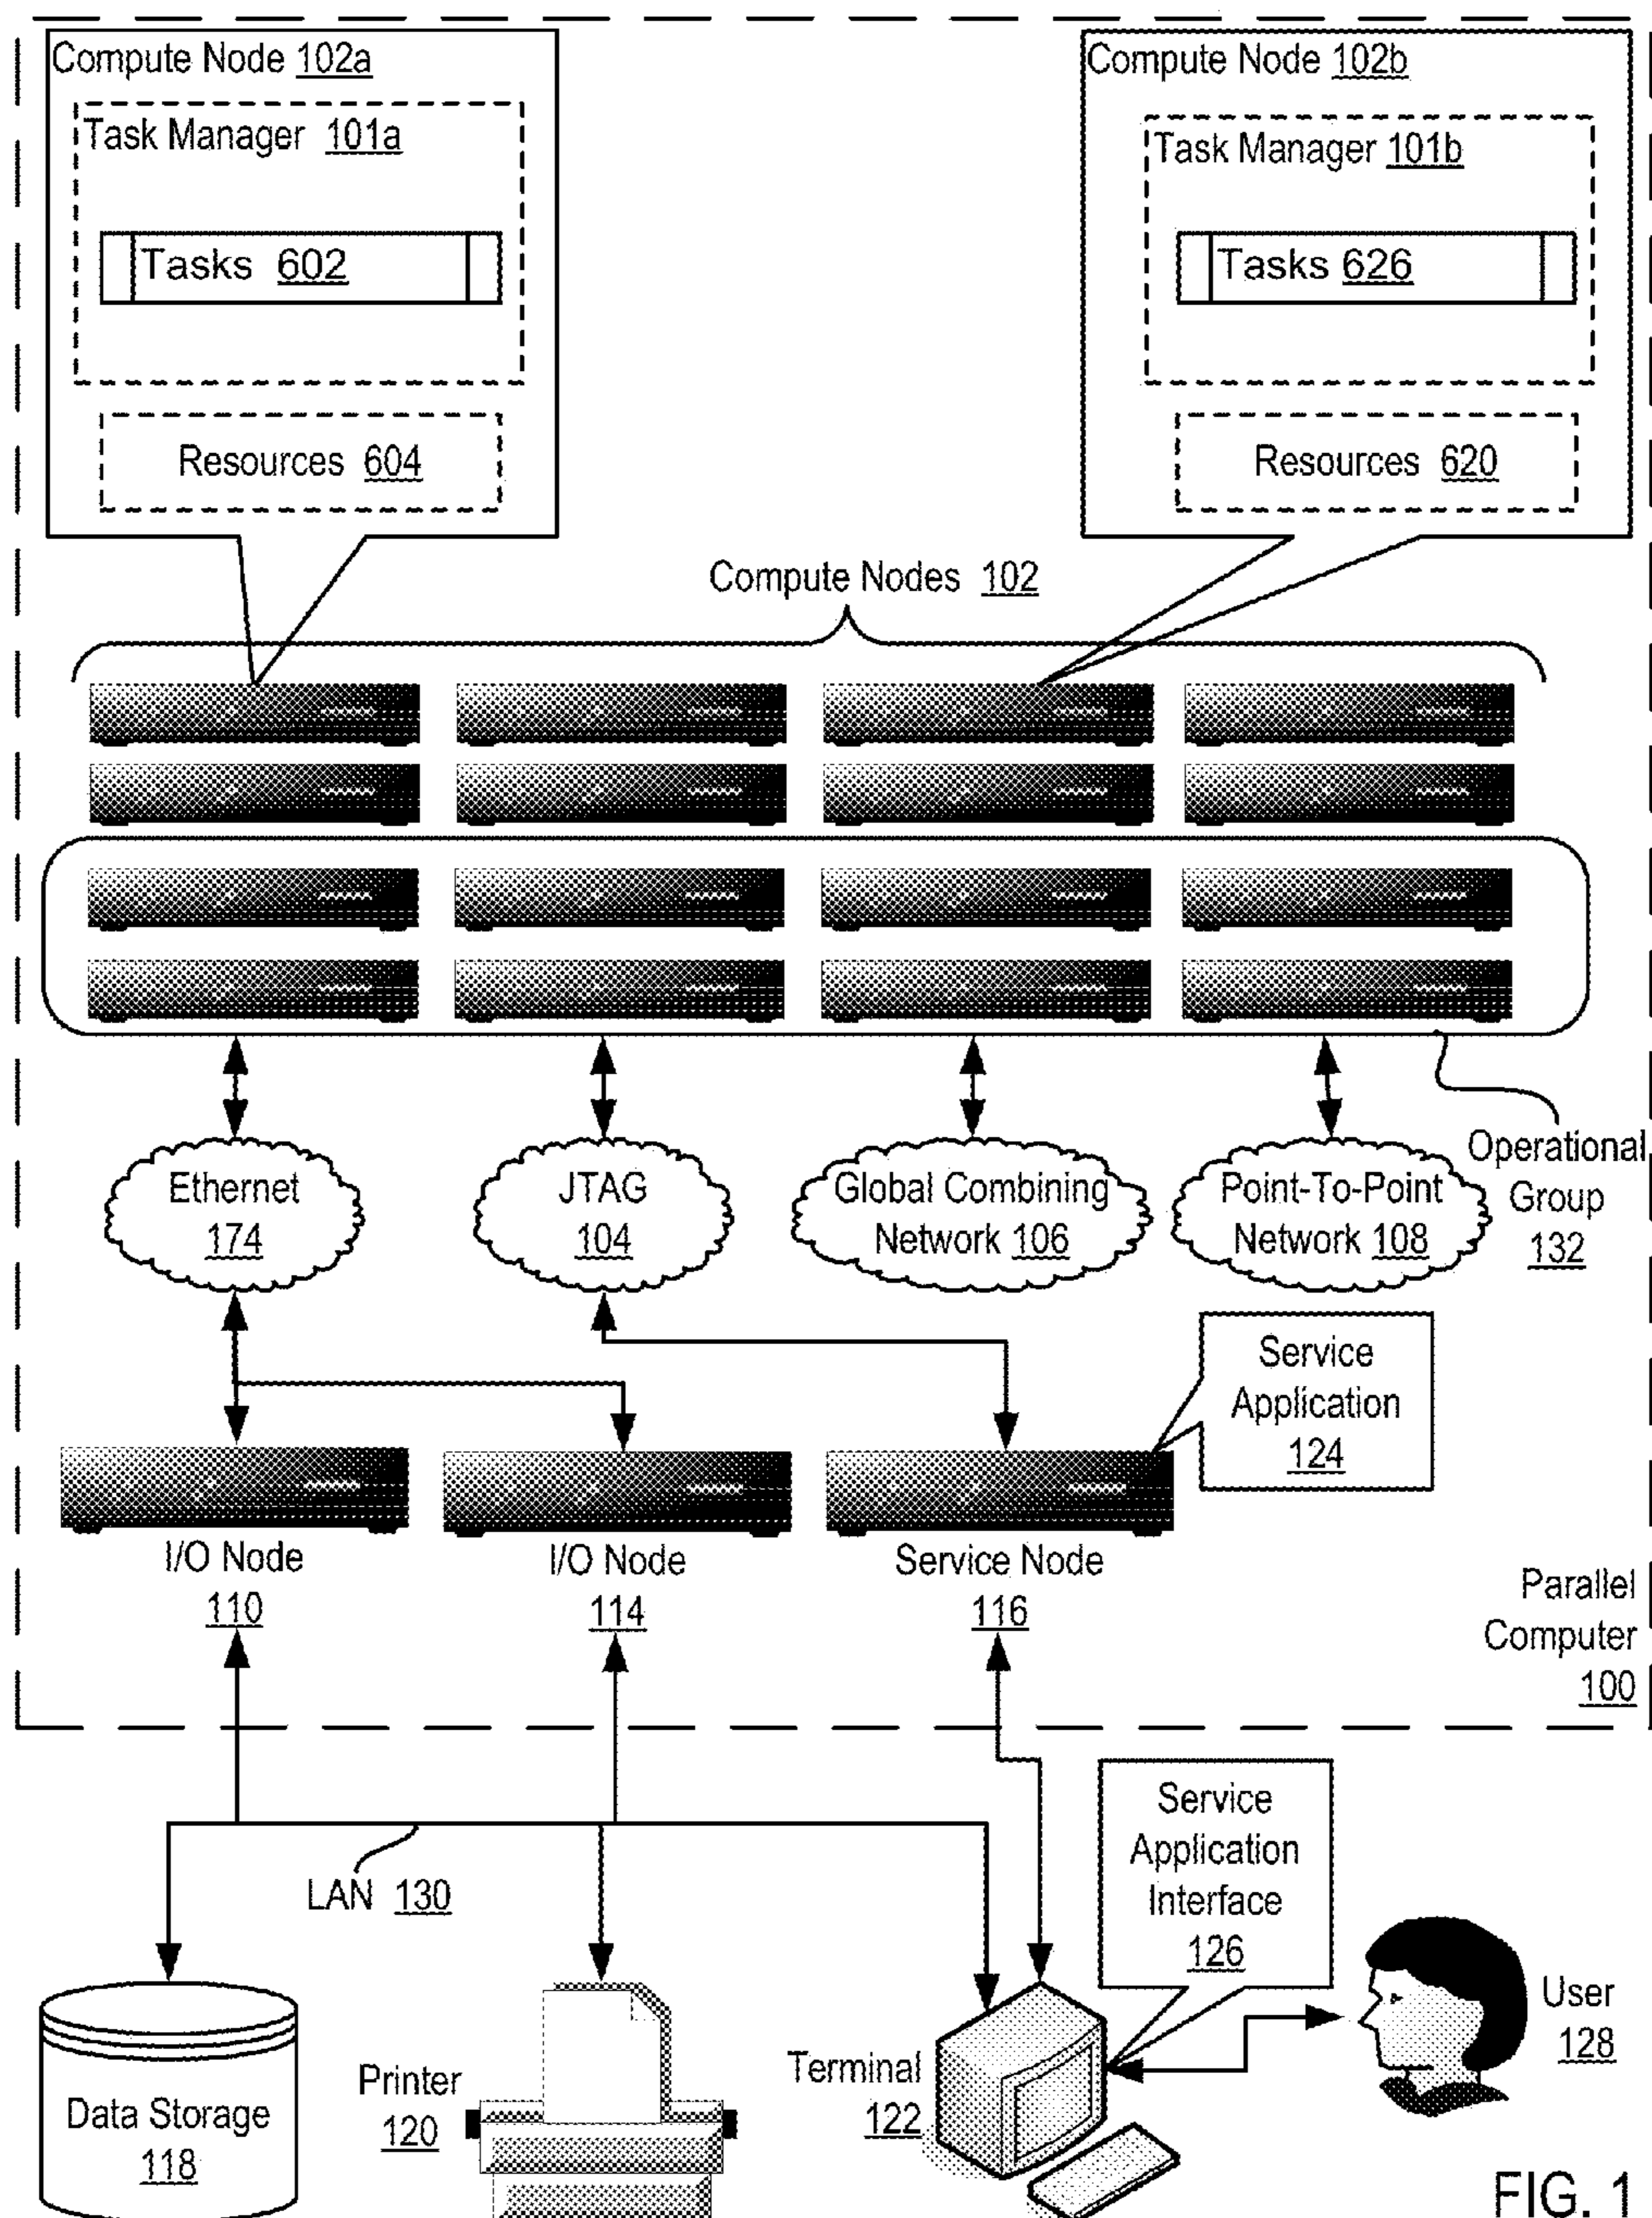 Compute Node 102a
Task Manager 101a
Tasks 602
Resources 604
Compute Node 102b
Task Manager 101b
Tasks 626
Resources 620
Compute Nodes 102
Ethernet
174
JTAG
104
Global Combining
Network 106
Point-To-Point
Network 108
Operational
Group
132
Service
Application
124
I/O Node
110
I/O Node
114
Service Node
116
Parallel
Computer
100
LAN 130
Service
Application
Interface
126
Data Storage
118
Printer
120
Terminal
122
User
128
FIG. 1